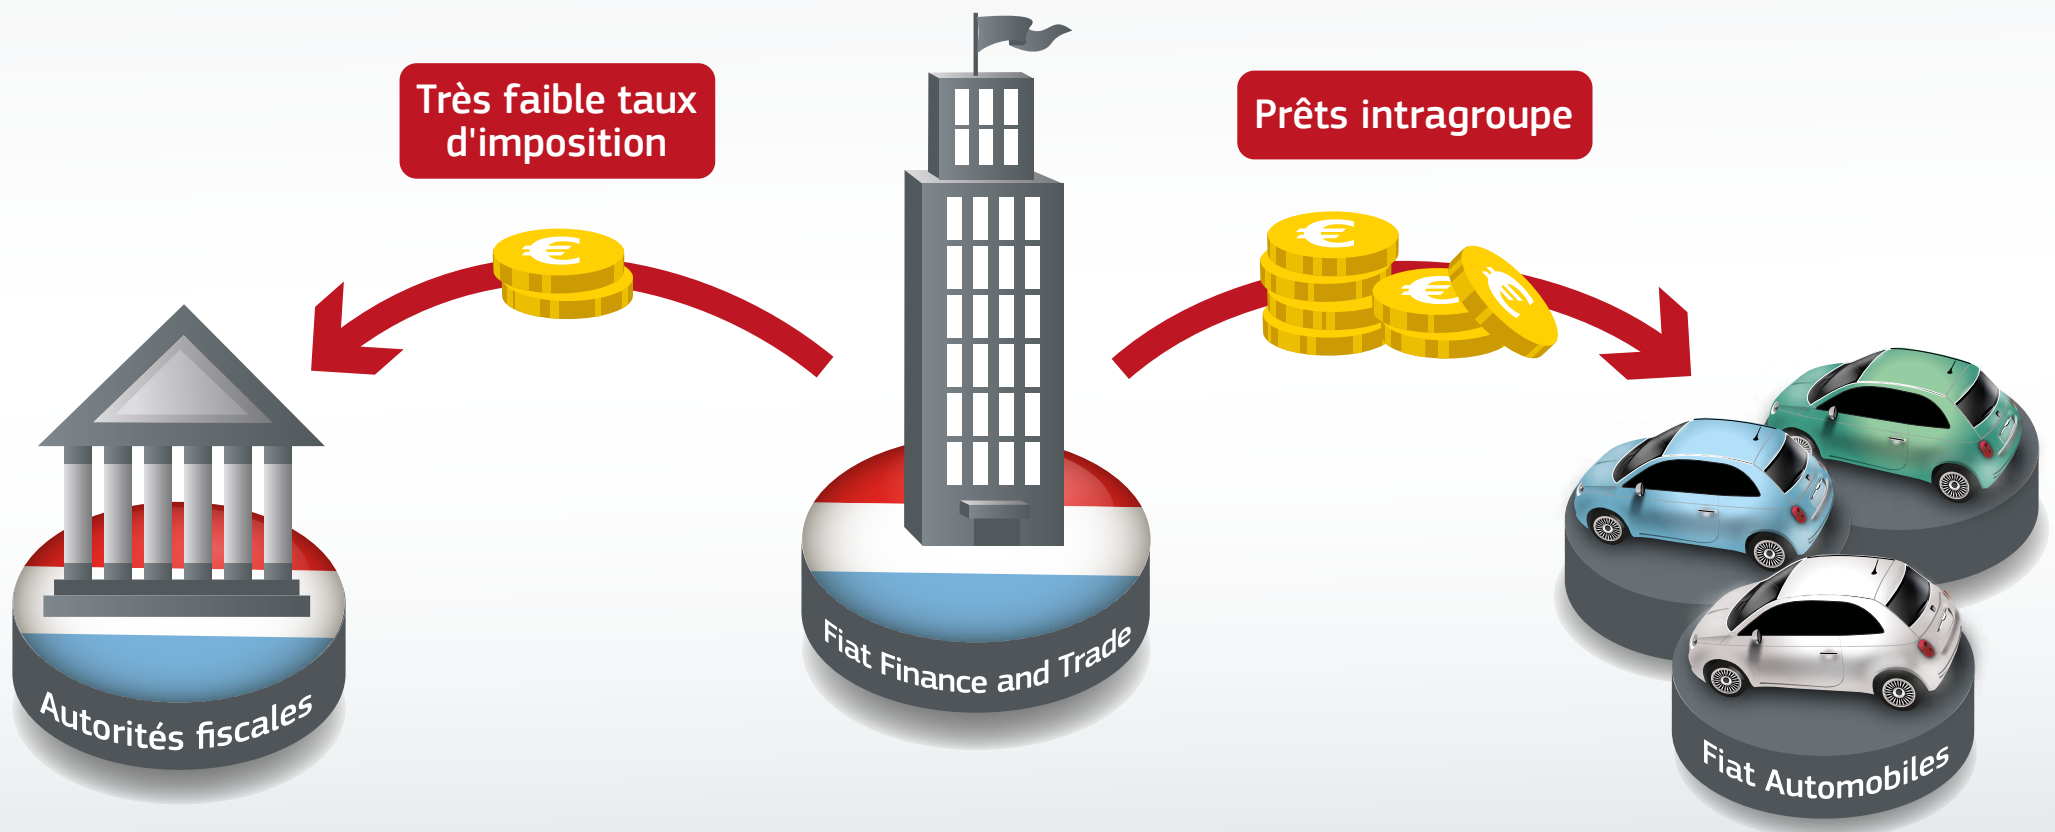 Très faible taux
d'imposition
Prêts intragroupe
Autorités fiscales
Fiat Finance and Trade
Fiat Automobiles